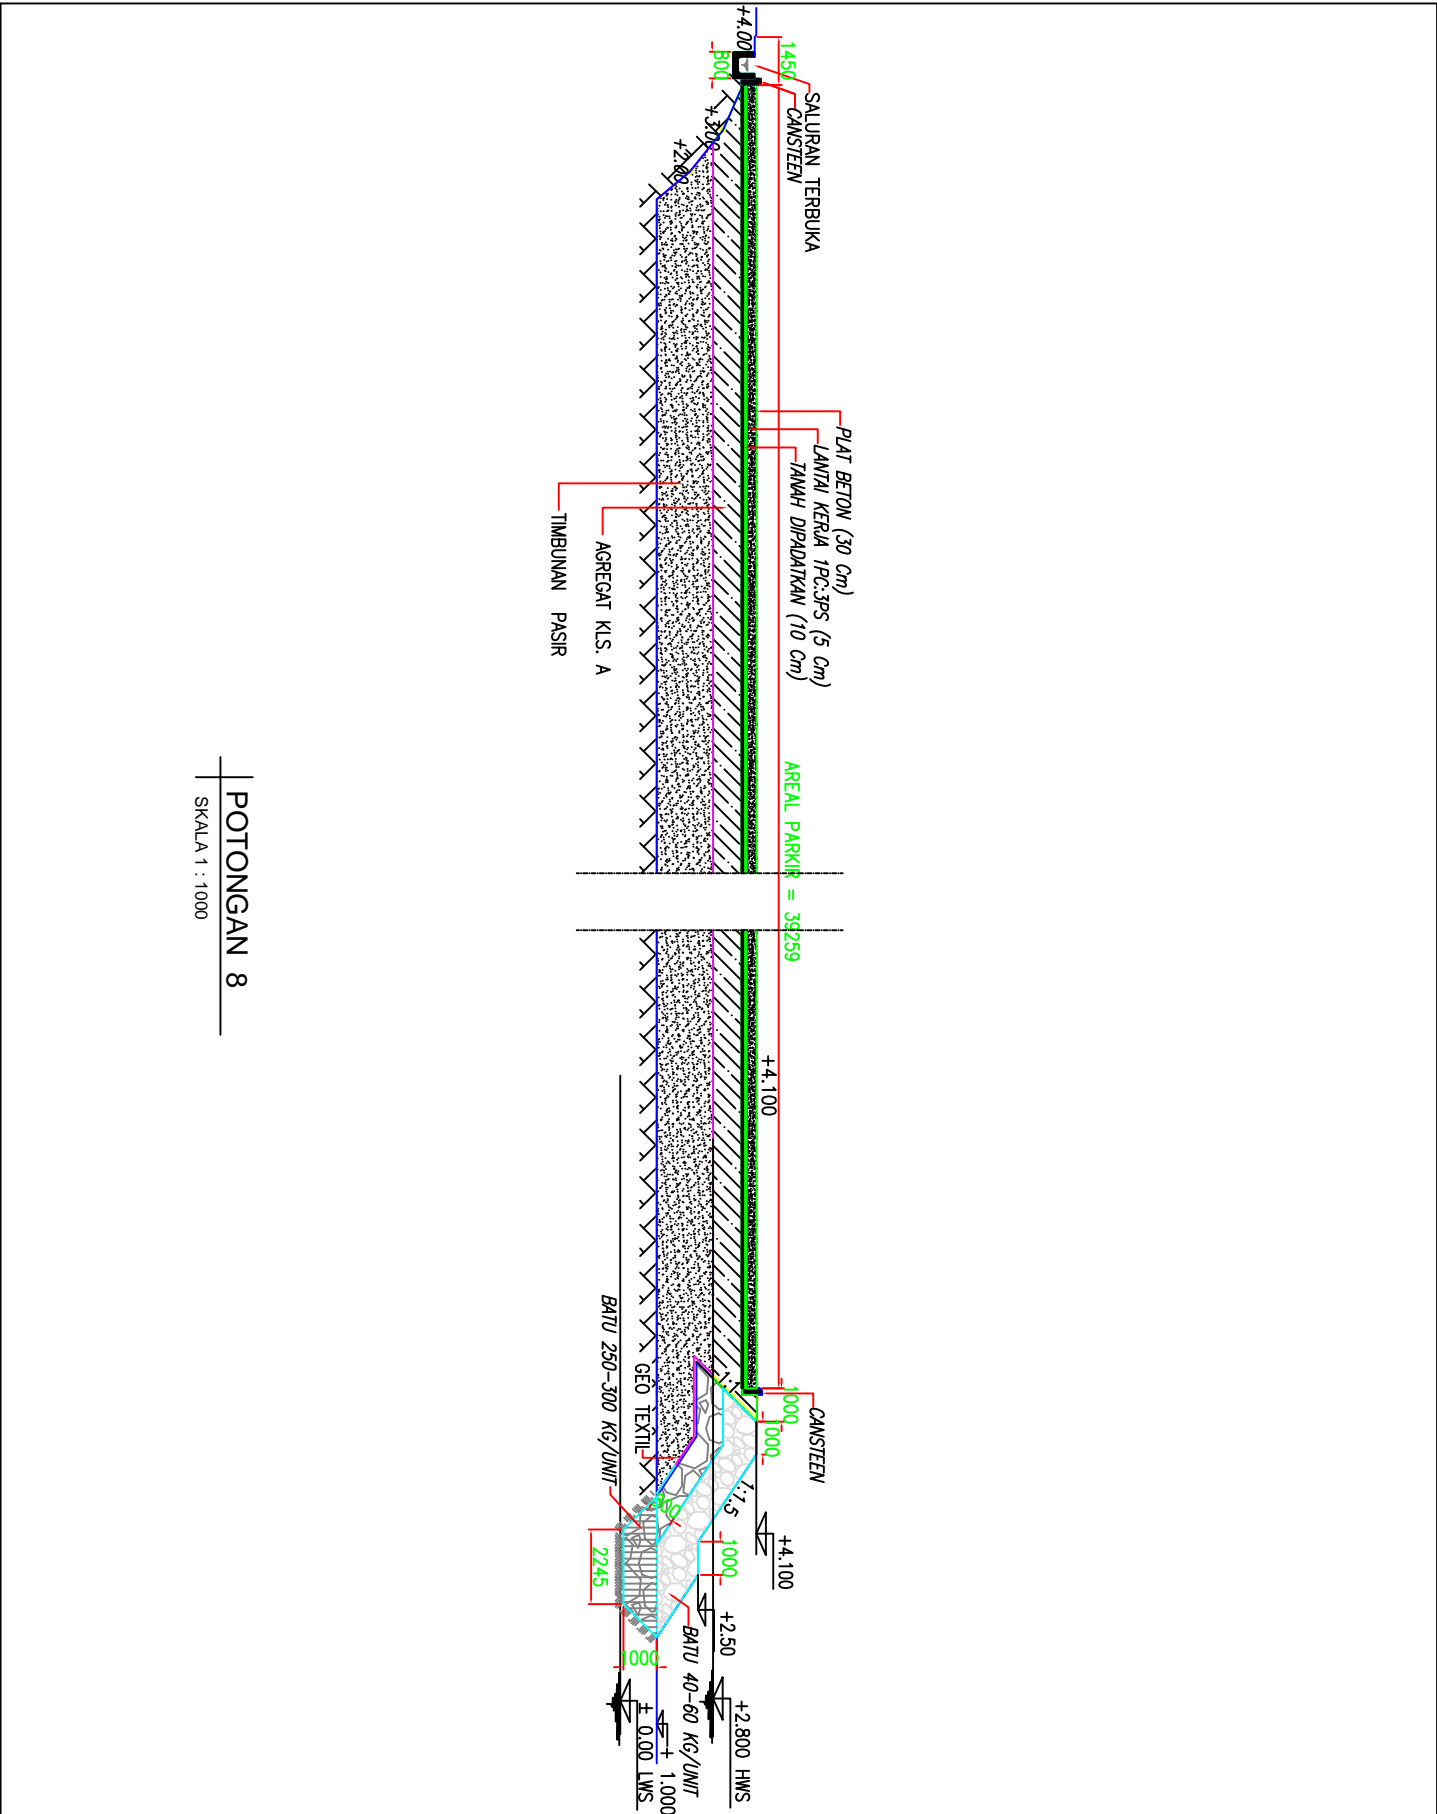 +4.00
800
1450
SALURAN TERBUKA
CANSTEEN
+3.00
+2.00
PLAT BETON (30 Cm)
LANTAI KERJA 1PC:3PS (5 Cm)
TANAH DIPADATKAN (10 Cm)
AGREGAT KLS. A
TIMBUNAN PASIR
AREAL PARKIR = 39259
+4.100
CANSTEEN
1000
1000
1:1
1:1.5
+4.100
1000
+2.50
+2.800 HWS
GEO TEXTIL
BATU 250-300 KG/UNIT
2245
BATU 40-60 KG/UNIT
1000
+ 1.000
± 0.00 LWS
POTONGAN 8
SKALA 1 : 1000